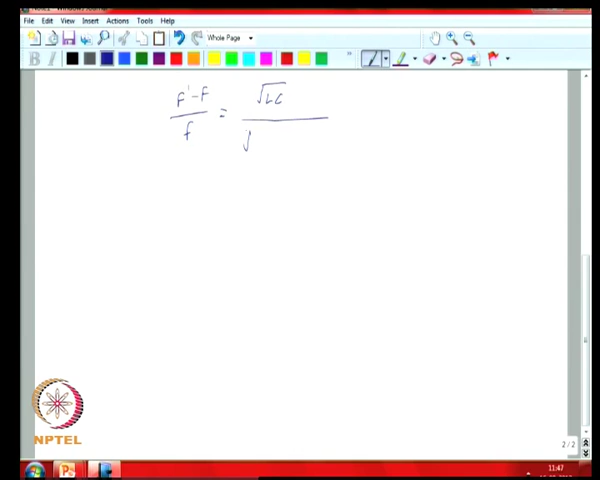 File Edit View Insert Actions Tools Help
Whole Page
B I
F' - F / f = √LC
NPTEL
2 / 2
11:47